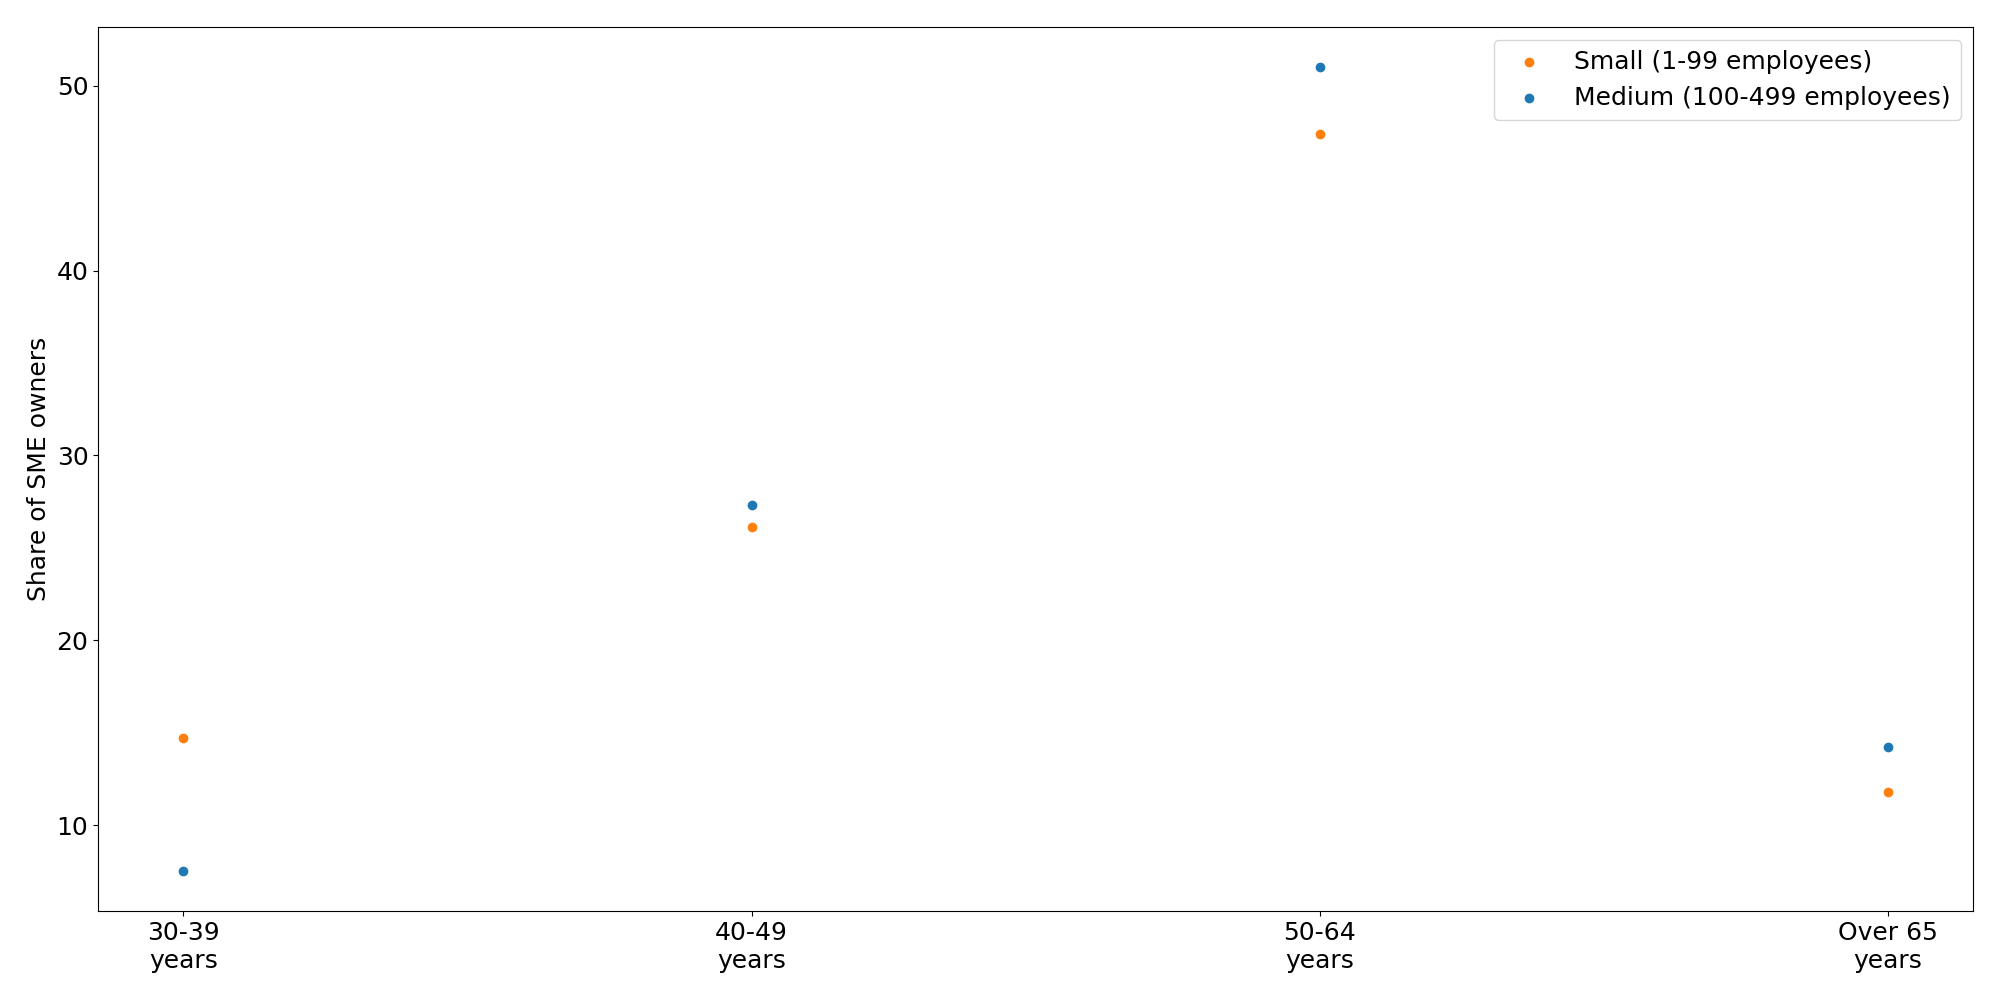 Small (1-99 employees)
Medium (100-499 employees)
Share of SME owners
50
40
30
20
10
30-39
years
40-49
years
50-64
years
Over 65
years